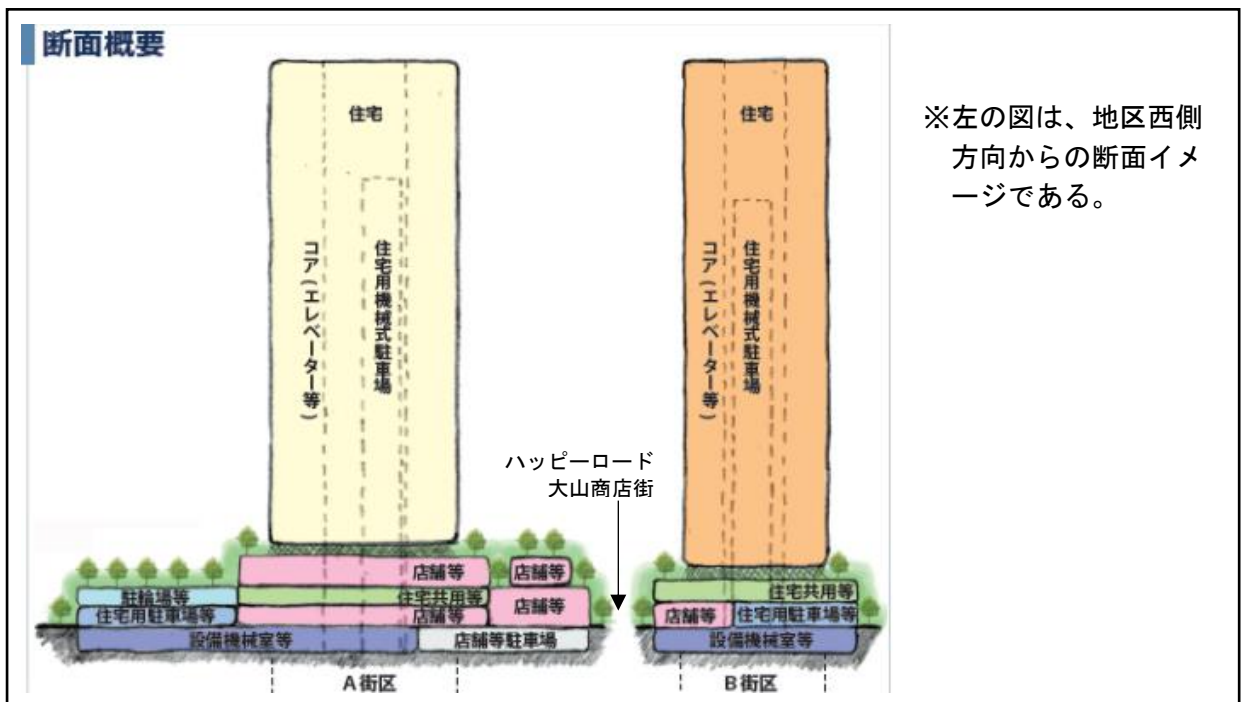 断面概要
住宅
コア(エレベーター等)
住宅用機械式駐車場
住宅
コア(エレベーター等)
住宅用機械式駐車場
※左の図は、地区西側
方向からの断面イメ
ージである。
ハッピーロード
大山商店街
店舗等
店舗等
駐輪場等
住宅共用等
店舗等
住宅用駐車場等
店舗等
設備機械室等
店舗等駐車場
A街区
住宅共用等
店舗等
住宅用駐車場等
設備機械室等
B街区